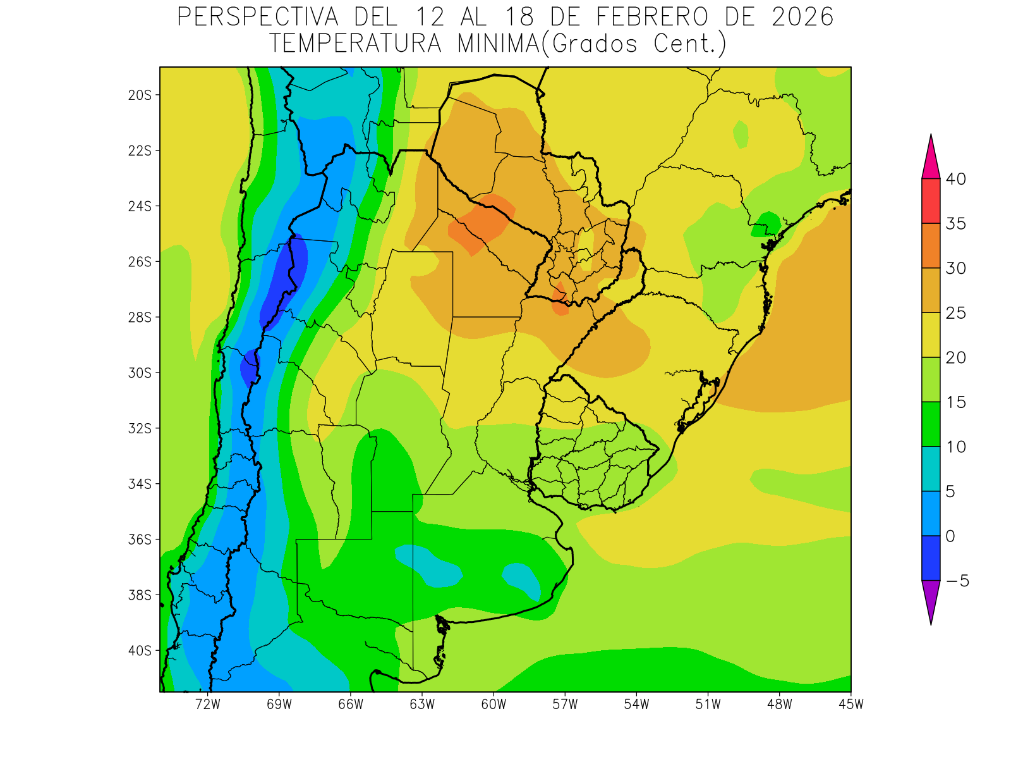 PERSPECTIVA DEL 12 AL 18 DE FEBRERO DE 2026
TEMPERATURA MINIMA(Grados Cent.)
20S
22S
24S
26S
28S
30S
32S
34S
36S
38S
40S
72W 69W 66W 63W 60W 57W 54W 51W 48W 45W
40
35
30
25
20
15
10
5
0
−5